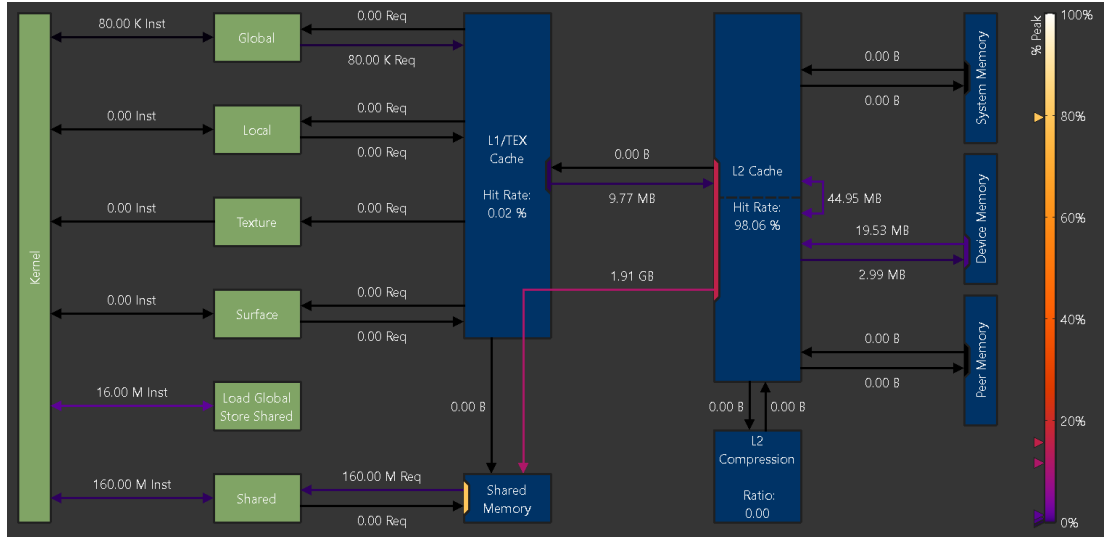 80.00 K Inst
Global
0.00 Req
80.00 K Req
0.00 Inst
Local
0.00 Req
0.00 Req
0.00 Inst
Texture
0.00 Req
0.00 Inst
Surface
0.00 Req
0.00 Req
16.00 M Inst
Load Global
Store Shared
160.00 M Inst
Shared
160.00 M Req
0.00 Req
Kernel
L1/TEX
Cache
Hit Rate:
0.02 %
0.00 B
Shared
Memory
0.00 B
9.77 MB
1.91 GB
L2 Cache
Hit Rate:
98.06 %
44.95 MB
0.00 B
0.00 B
System Memory
19.53 MB
2.99 MB
Device Memory
0.00 B
0.00 B
Peer Memory
0.00 B
0.00 B
L2
Compression
Ratio:
0.00
% Peak
100%
80%
60%
40%
20%
0%